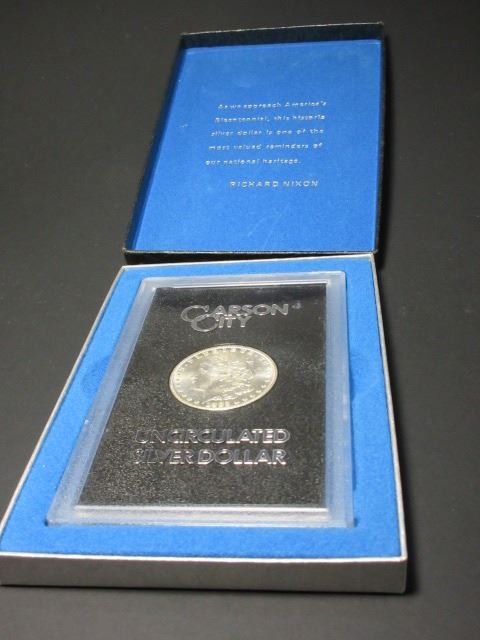 As we approach America's
Bicentennial, this historic
silver dollar is one of the
most valued reminders of
our national heritage.
RICHARD NIXON
CARSON
CITY
UNCIRCULATED
SILVER DOLLAR